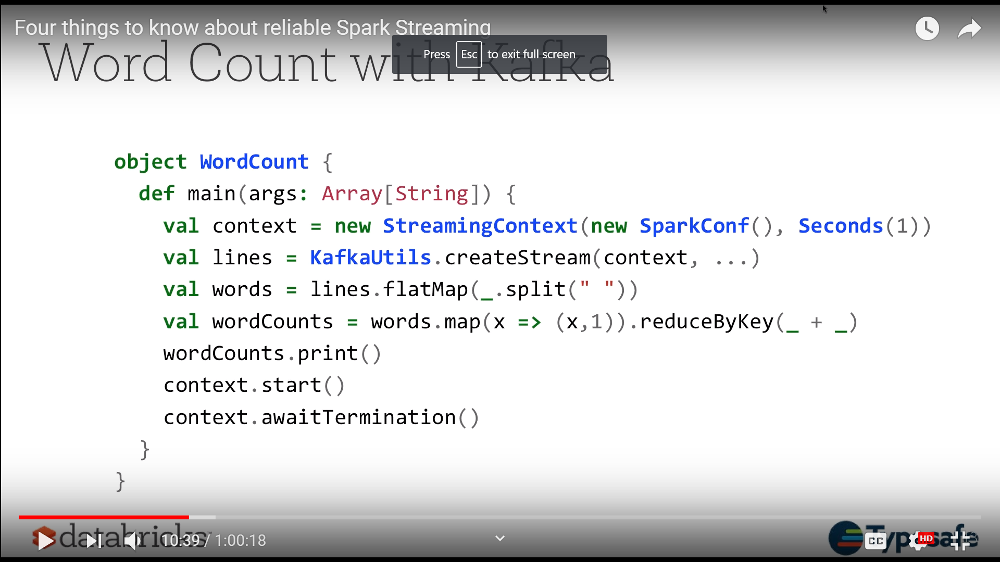 Four things to know about reliable Spark Streaming
Word Count with Kafka
Press Esc to exit full screen
object WordCount {
def main(args: Array[String]) {
val context = new StreamingContext(new SparkConf(), Seconds(1))
val lines = KafkaUtils.createStream(context, ...)
val words = lines.flatMap(_.split(" "))
val wordCounts = words.map(x => (x,1)).reduceByKey(_ + _)
wordCounts.print()
context.start()
context.awaitTermination()
}
}
databricks
10:39 / 1:00:18
Typesafe
CC
HD